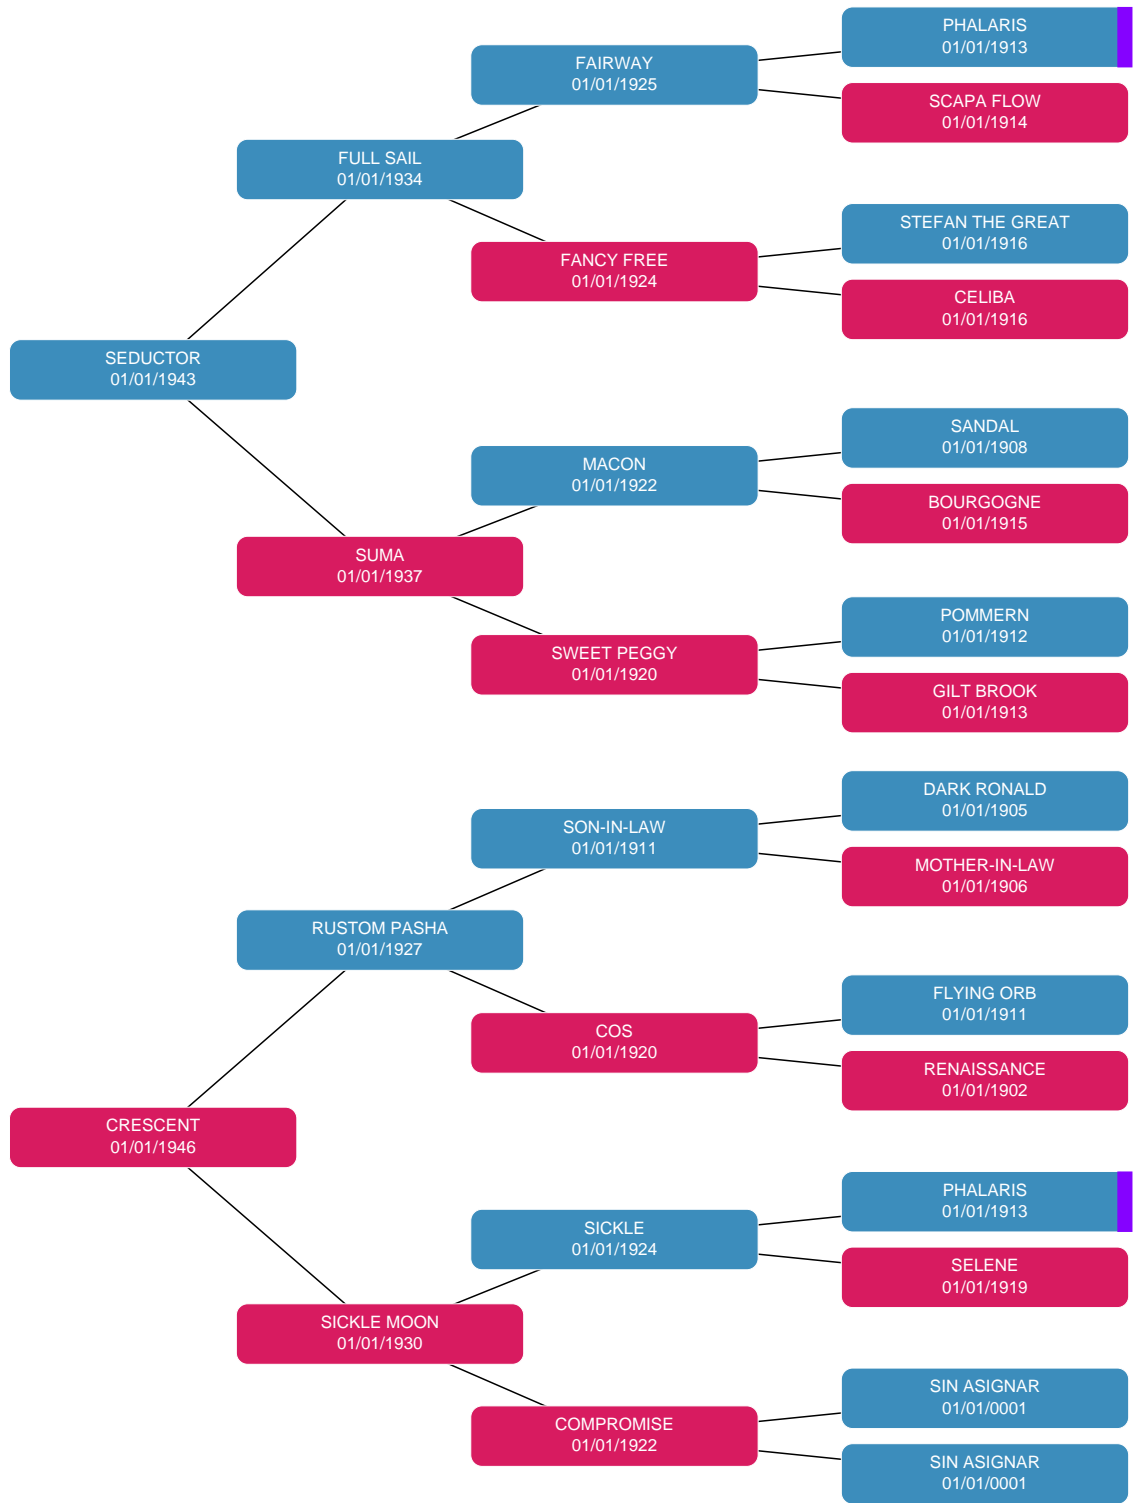 PHALARIS
01/01/1913
FAIRWAY
01/01/1925
SCAPA FLOW
01/01/1914
FULL SAIL
01/01/1934
STEFAN THE GREAT
01/01/1916
FANCY FREE
01/01/1924
CELIBA
01/01/1916
SEDUCTOR
01/01/1943
SANDAL
01/01/1908
MACON
01/01/1922
BOURGOGNE
01/01/1915
SUMA
01/01/1937
POMMERN
01/01/1912
SWEET PEGGY
01/01/1920
GILT BROOK
01/01/1913
DARK RONALD
01/01/1905
SON-IN-LAW
01/01/1911
MOTHER-IN-LAW
01/01/1906
RUSTOM PASHA
01/01/1927
FLYING ORB
01/01/1911
COS
01/01/1920
RENAISSANCE
01/01/1902
CRESCENT
01/01/1946
PHALARIS
01/01/1913
SICKLE
01/01/1924
SELENE
01/01/1919
SICKLE MOON
01/01/1930
SIN ASIGNAR
01/01/0001
COMPROMISE
01/01/1922
SIN ASIGNAR
01/01/0001